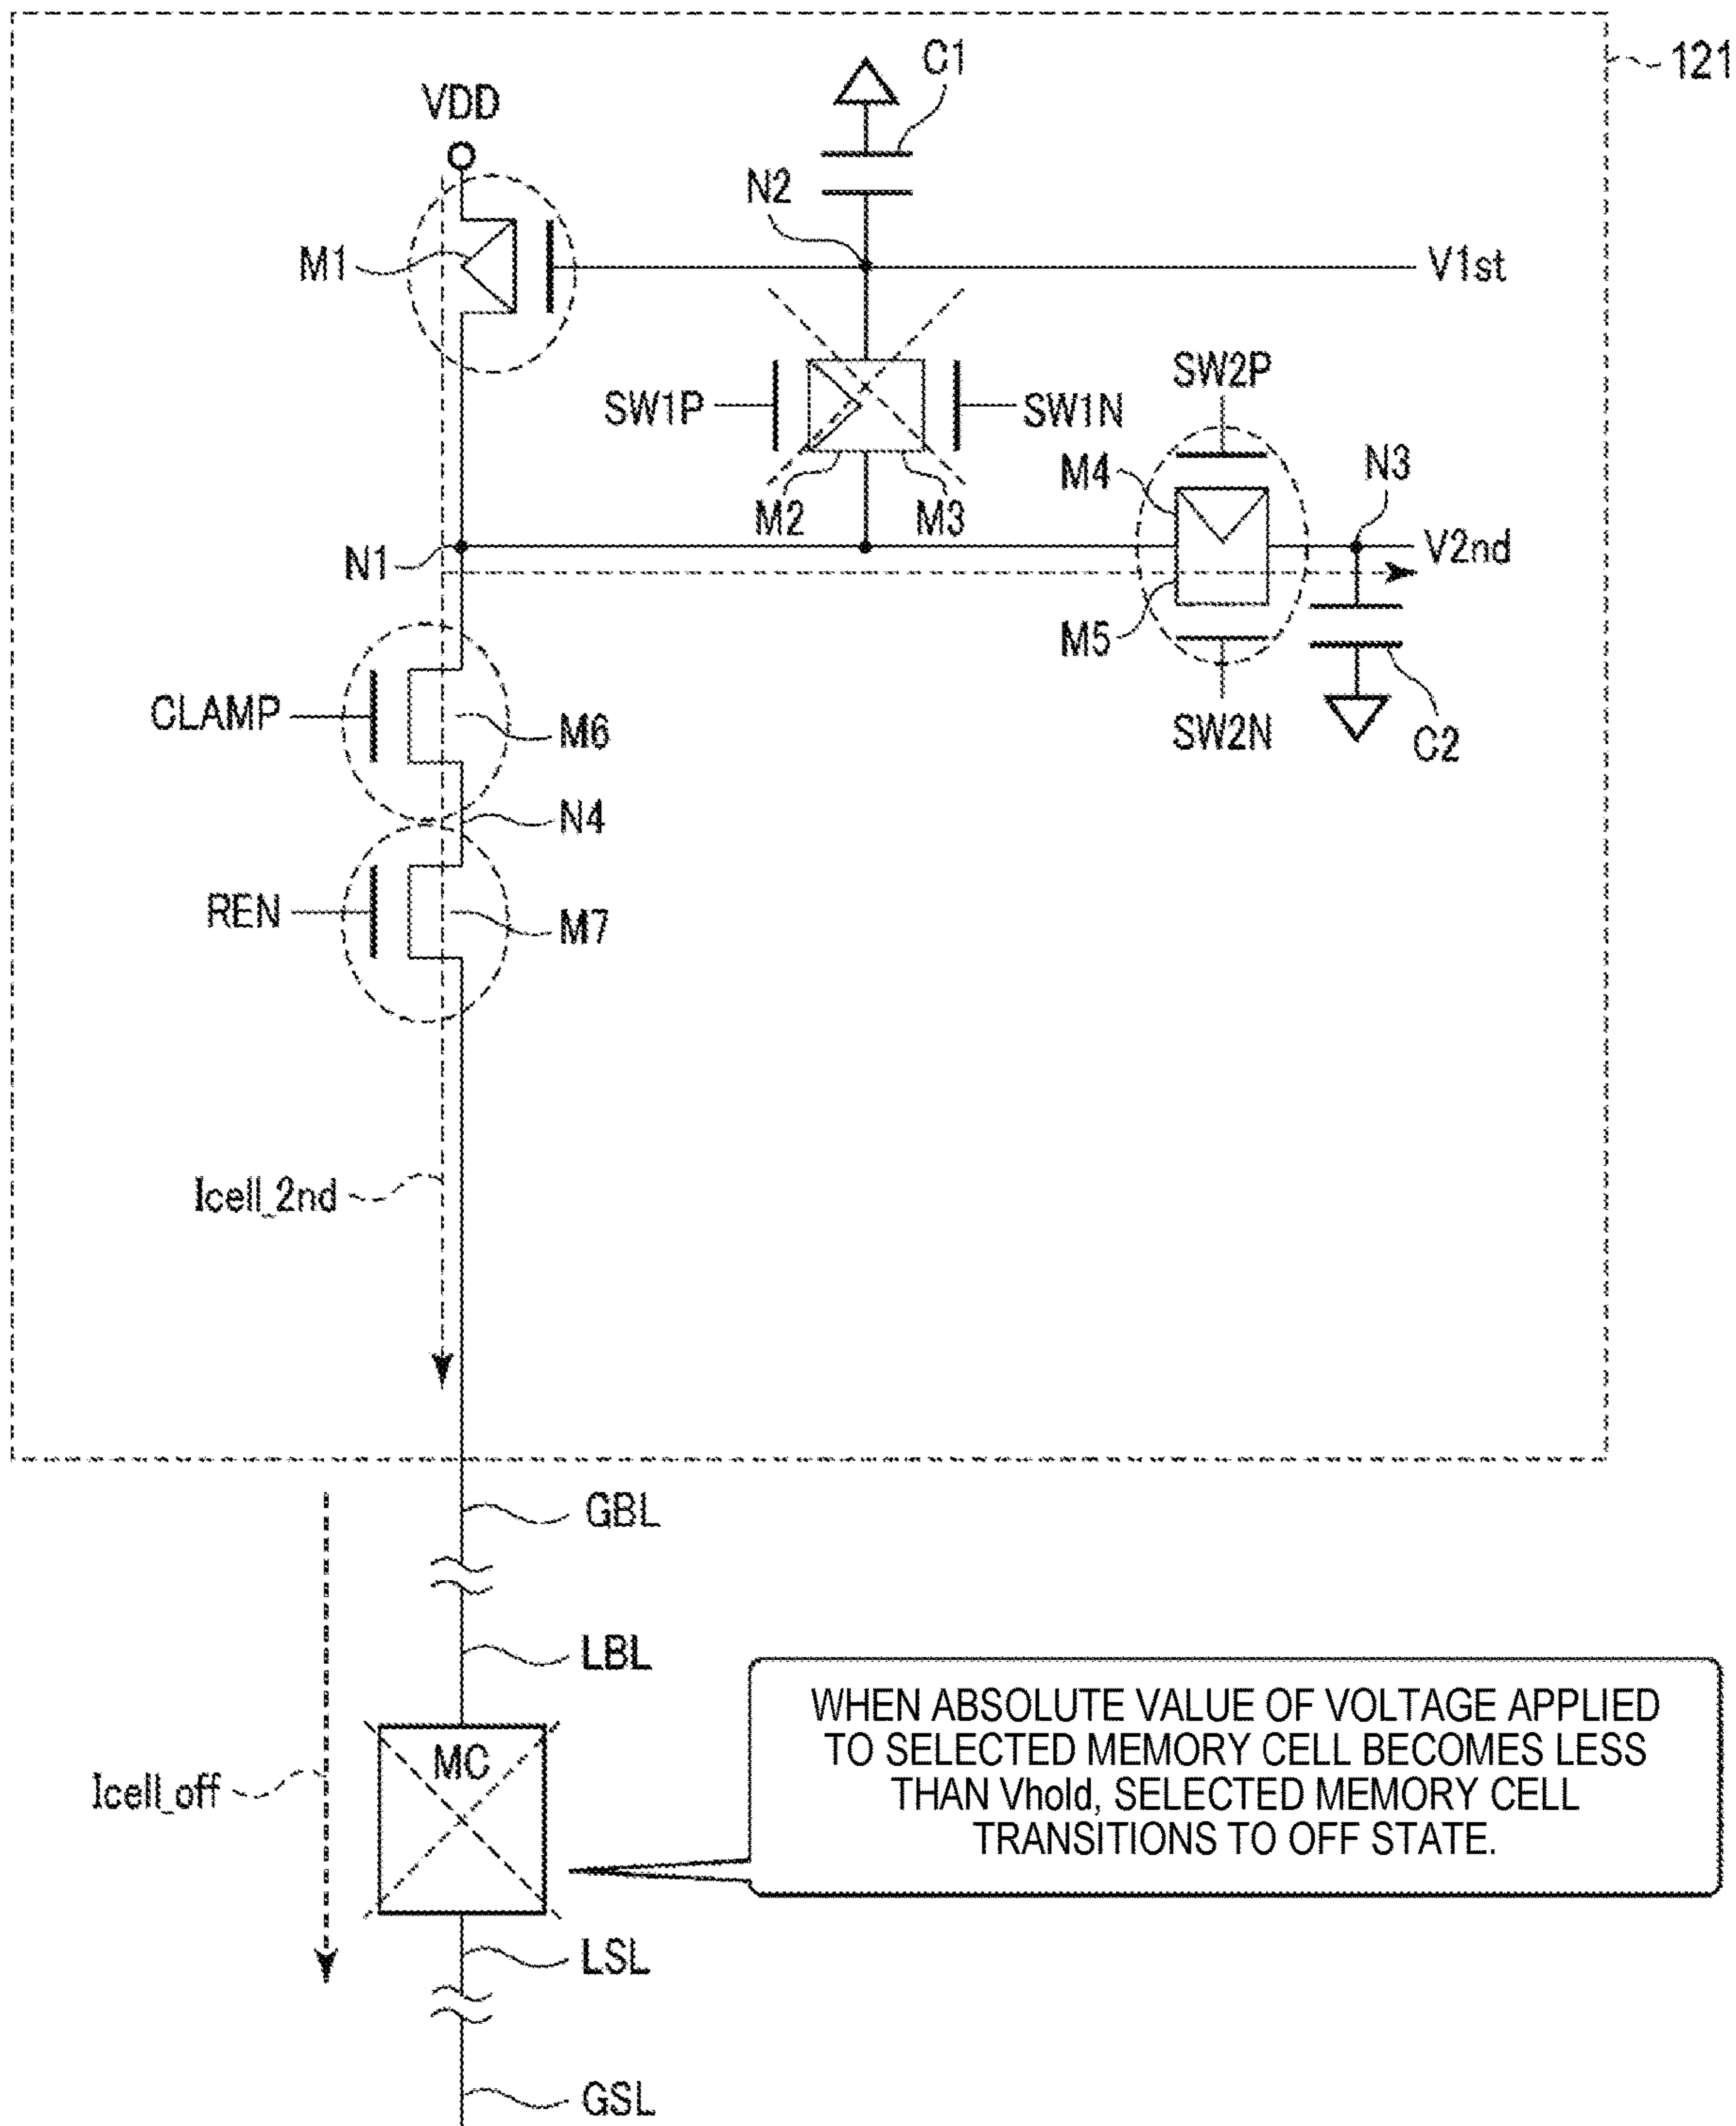 C1
121
VDD
N2
M1
V1st
SW2P
SW1P
SW1N
M4
N3
M2
M3
N1
V2nd
M5
CLAMP
M6
SW2N
C2
N4
REN
M7
Icell_2nd
GBL
LBL
WHEN ABSOLUTE VALUE OF VOLTAGE APPLIED
TO SELECTED MEMORY CELL BECOMES LESS
THAN Vhold, SELECTED MEMORY CELL
TRANSITIONS TO OFF STATE.
MC
Icell_off
LSL
GSL